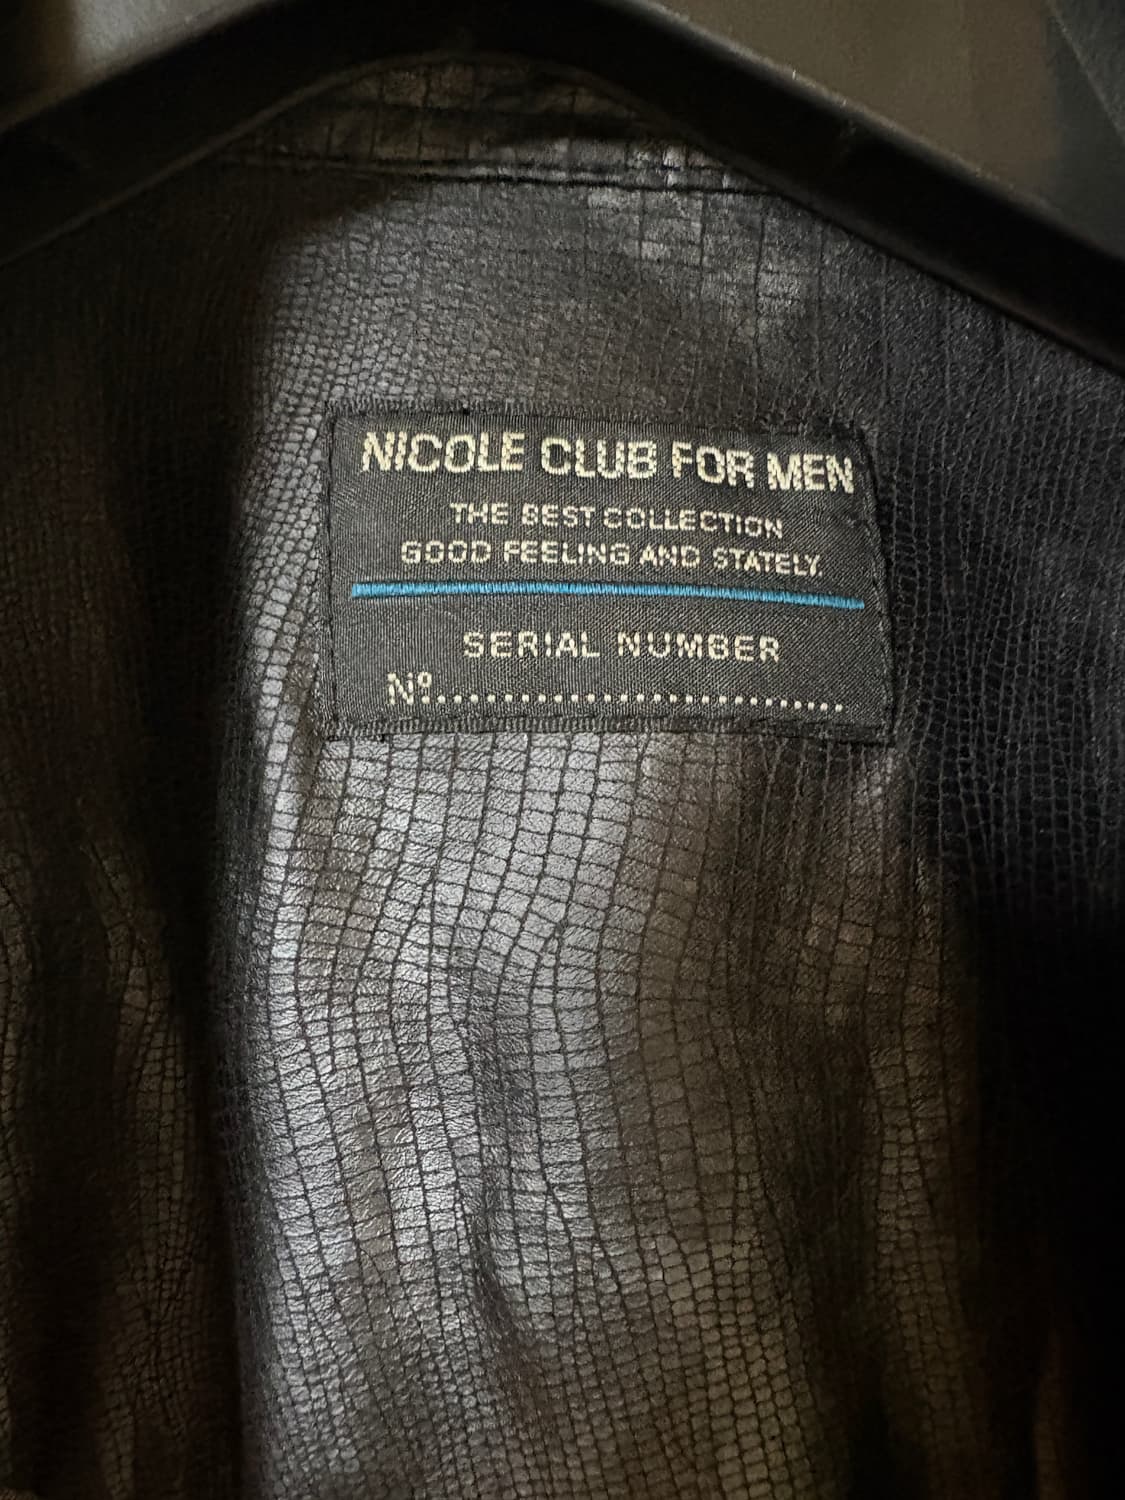 NICOLE CLUB FOR MEN
THE BEST COLLECTION
GOOD FEELING AND STATELY
SERIAL NUMBER
Nº..............................